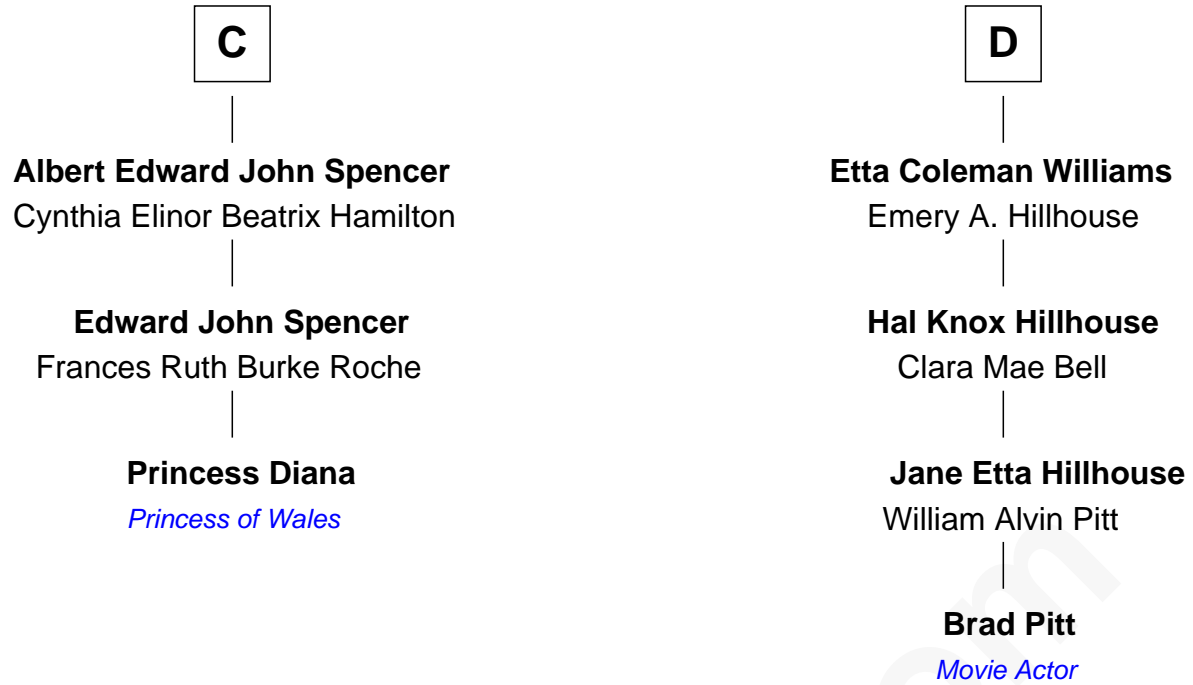 C
Albert Edward John Spencer
Cynthia Elinor Beatrix Hamilton
Edward John Spencer
Frances Ruth Burke Roche
Princess Diana
Princess of Wales
D
Etta Coleman Williams
Emery A. Hillhouse
Hal Knox Hillhouse
Clara Mae Bell
Jane Etta Hillhouse
William Alvin Pitt
Brad Pitt
Movie Actor